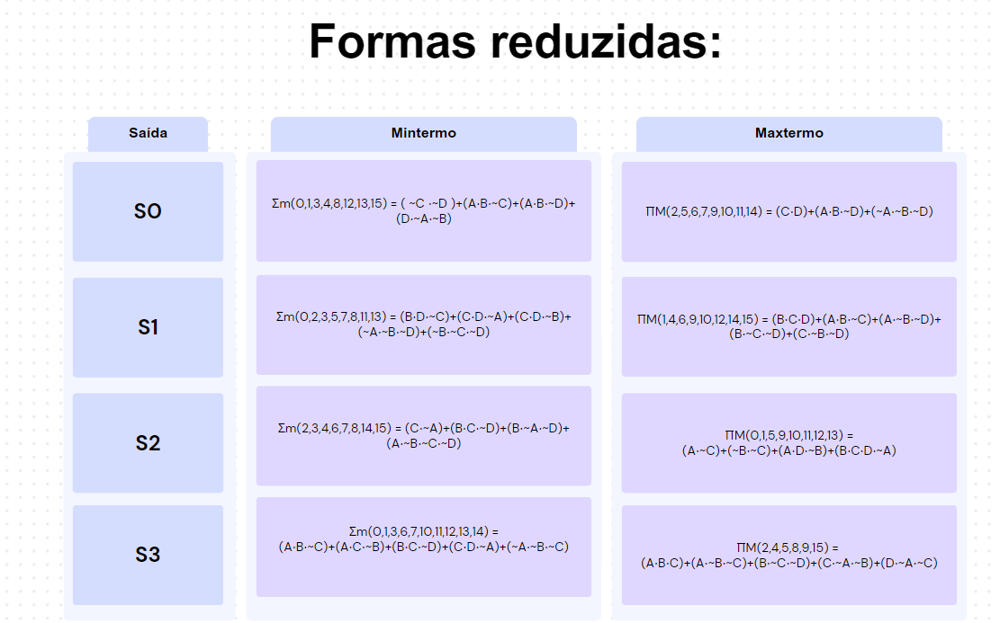 Formas reduzidas:
Saída
Mintermo
Maxtermo
S0
Σm(0,1,3,4,8,12,13,15) = ( ~C ·~D )+(A·B·~C)+(A·B·~D)+
(D·~A·~B)
ΠM(2,5,6,7,9,10,11,14) = (C·D)+(A·B·~D)+(~A·~B·~D)
S1
Σm(0,2,3,5,7,8,11,13) = (B·D·~C)+(C·D·~A)+(C·D·~B)+
(~A·~B·~D)+(~B·~C·~D)
ΠM(1,4,6,9,10,12,14,15) = (B·C·D)+(A·B·~C)+(A·~B·~D)+
(B·~C·~D)+(C·~B·~D)
S2
Σm(2,3,4,6,7,8,14,15) = (C·~A)+(B·C·~D)+(B·~A·~D)+
(A·~B·~C·~D)
ΠM(0,1,5,9,10,11,12,13) =
(A·~C)+(~B·~C)+(A·D·~B)+(B·C·D·~A)
S3
Σm(0,1,3,6,7,10,11,12,13,14) =
(A·B·~C)+(A·C·~B)+(B·C·~D)+(C·D·~A)+(~A·~B·~C)
ΠM(2,4,5,8,9,15) =
(A·B·C)+(A·~B·~C)+(B·~C·~D)+(C·~A·~B)+(D·~A·~C)